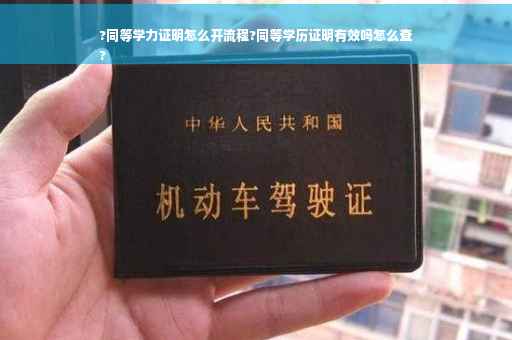 ?同等学力证明怎么开流程?同等学历证明有效吗怎么查
?
中华人民共和国
机动车驾驶证